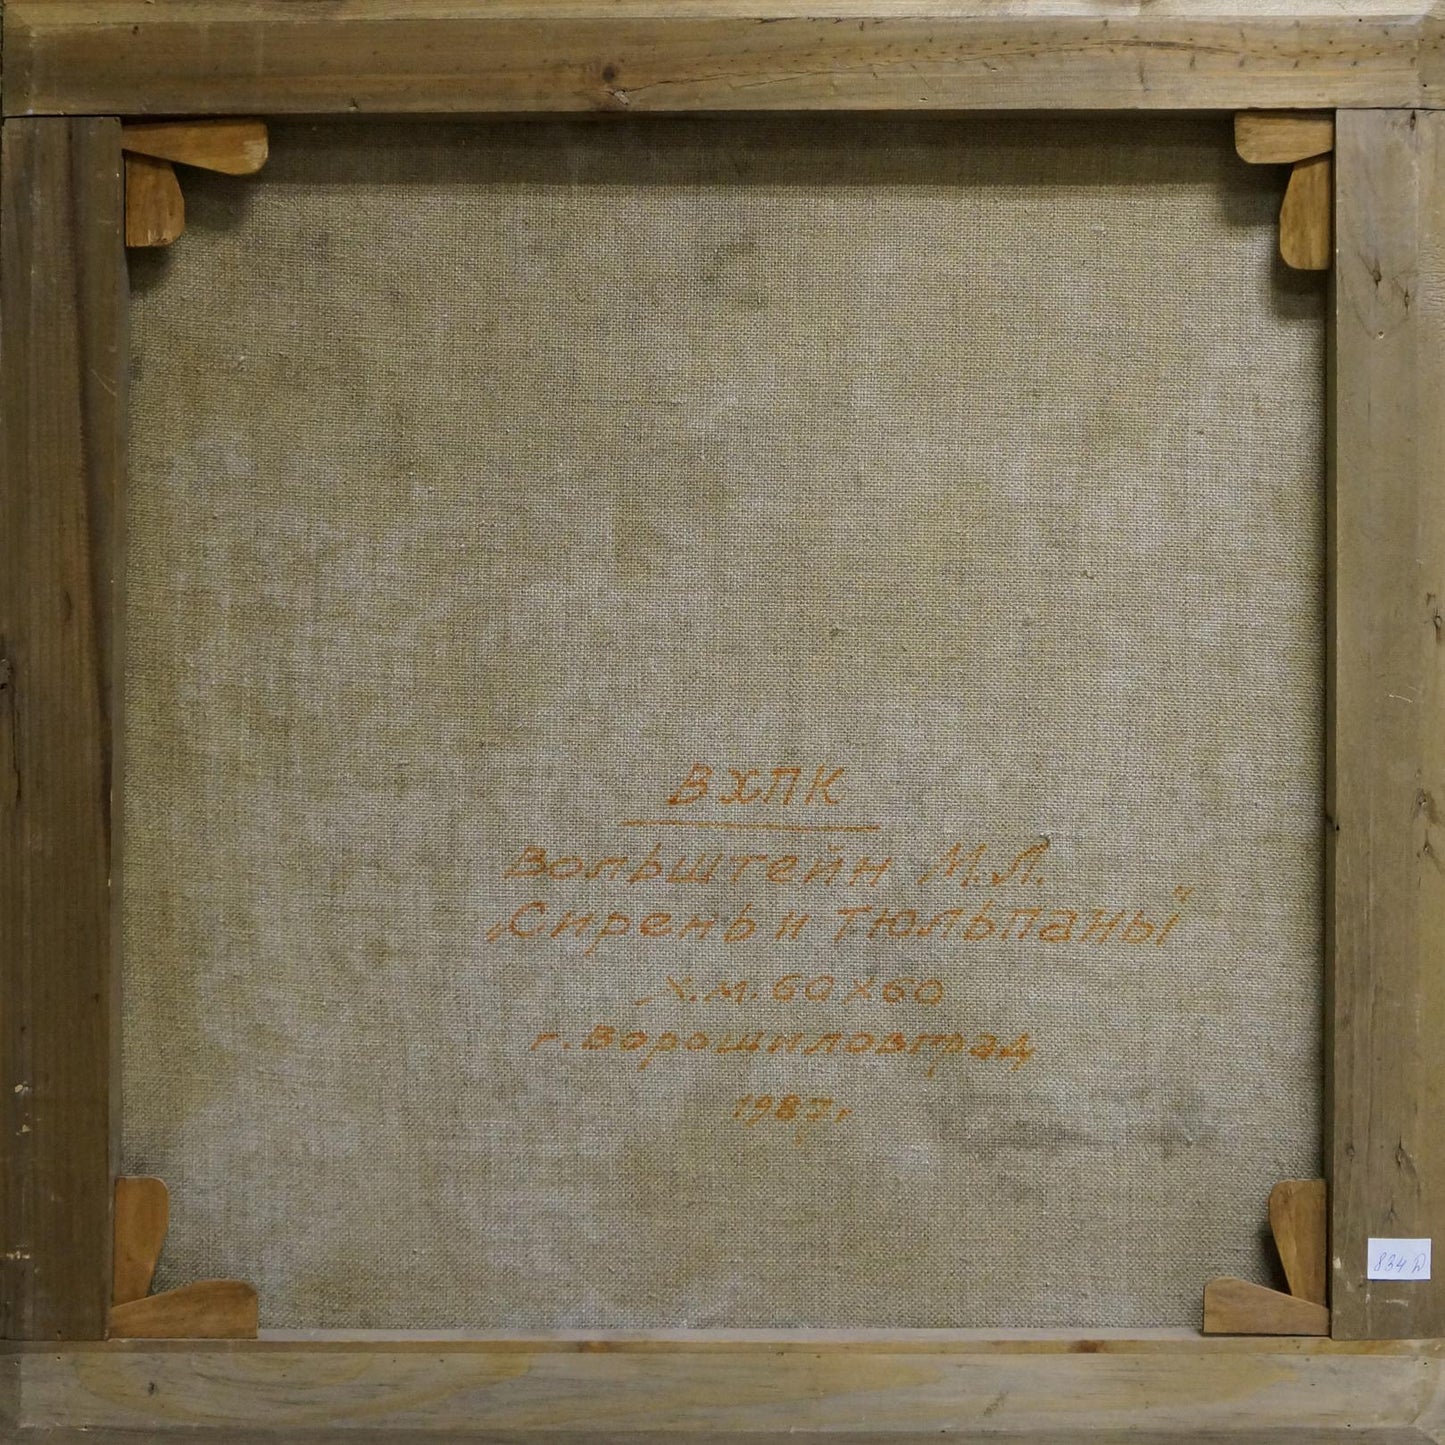 ВХПК
Вольштейн М.Л.
„Сирень и тюльпаны"
х.м. 60х60
г. Ворошиловград
1987г
834 Д